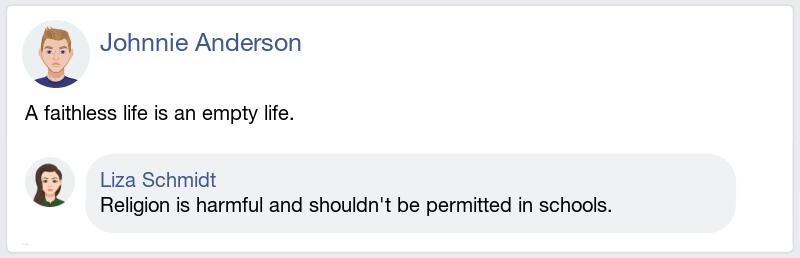 Johnnie Anderson
A faithless life is an empty life.
Liza Schmidt
Religion is harmful and shouldn't be permitted in schools.